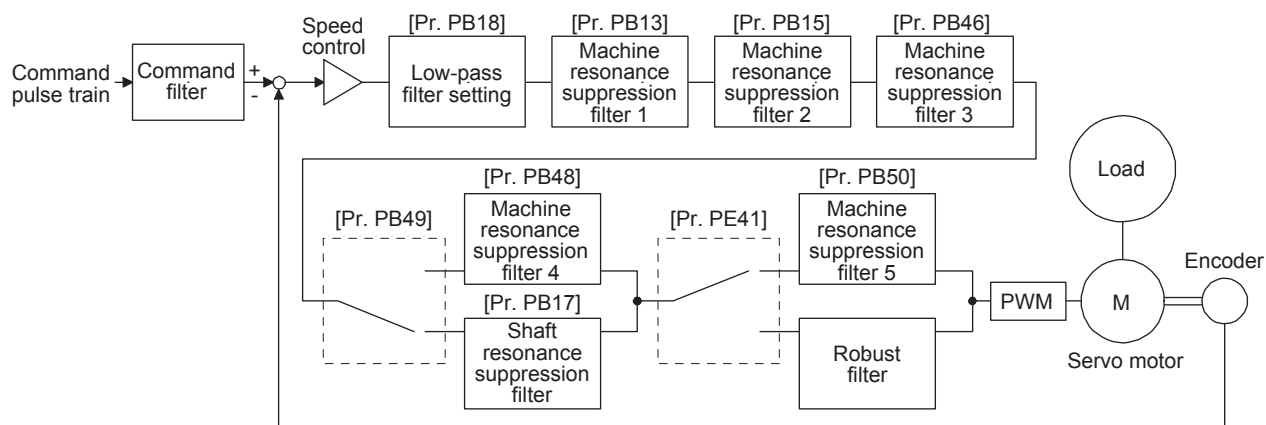 Command
pulse train
Command
filter
+
-
Speed
control
[Pr. PB18]
Low-pass
filter setting
[Pr. PB13]
Machine
resonance
suppression
filter 1
[Pr. PB15]
Machine
resonance
suppression
filter 2
[Pr. PB46]
Machine
resonance
suppression
filter 3
Load
[Pr. PB49]
[Pr. PB48]
Machine
resonance
suppression
filter 4
[Pr. PB17]
Shaft
resonance
suppression
filter
[Pr. PE41]
[Pr. PB50]
Machine
resonance
suppression
filter 5
Robust
filter
PWM
M
Servo motor
Encoder